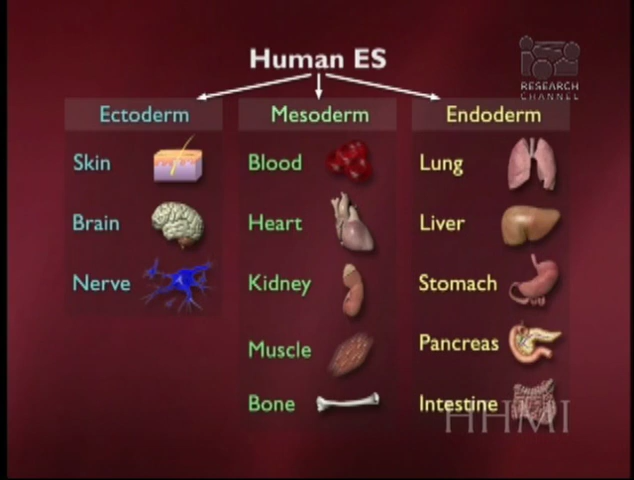 Human ES
RESEARCH
CHANNEL
Ectoderm
Mesoderm
Endoderm
Skin
Blood
Lung
Brain
Heart
Liver
Nerve
Kidney
Stomach
Muscle
Pancreas
Bone
Intestine
HHMI